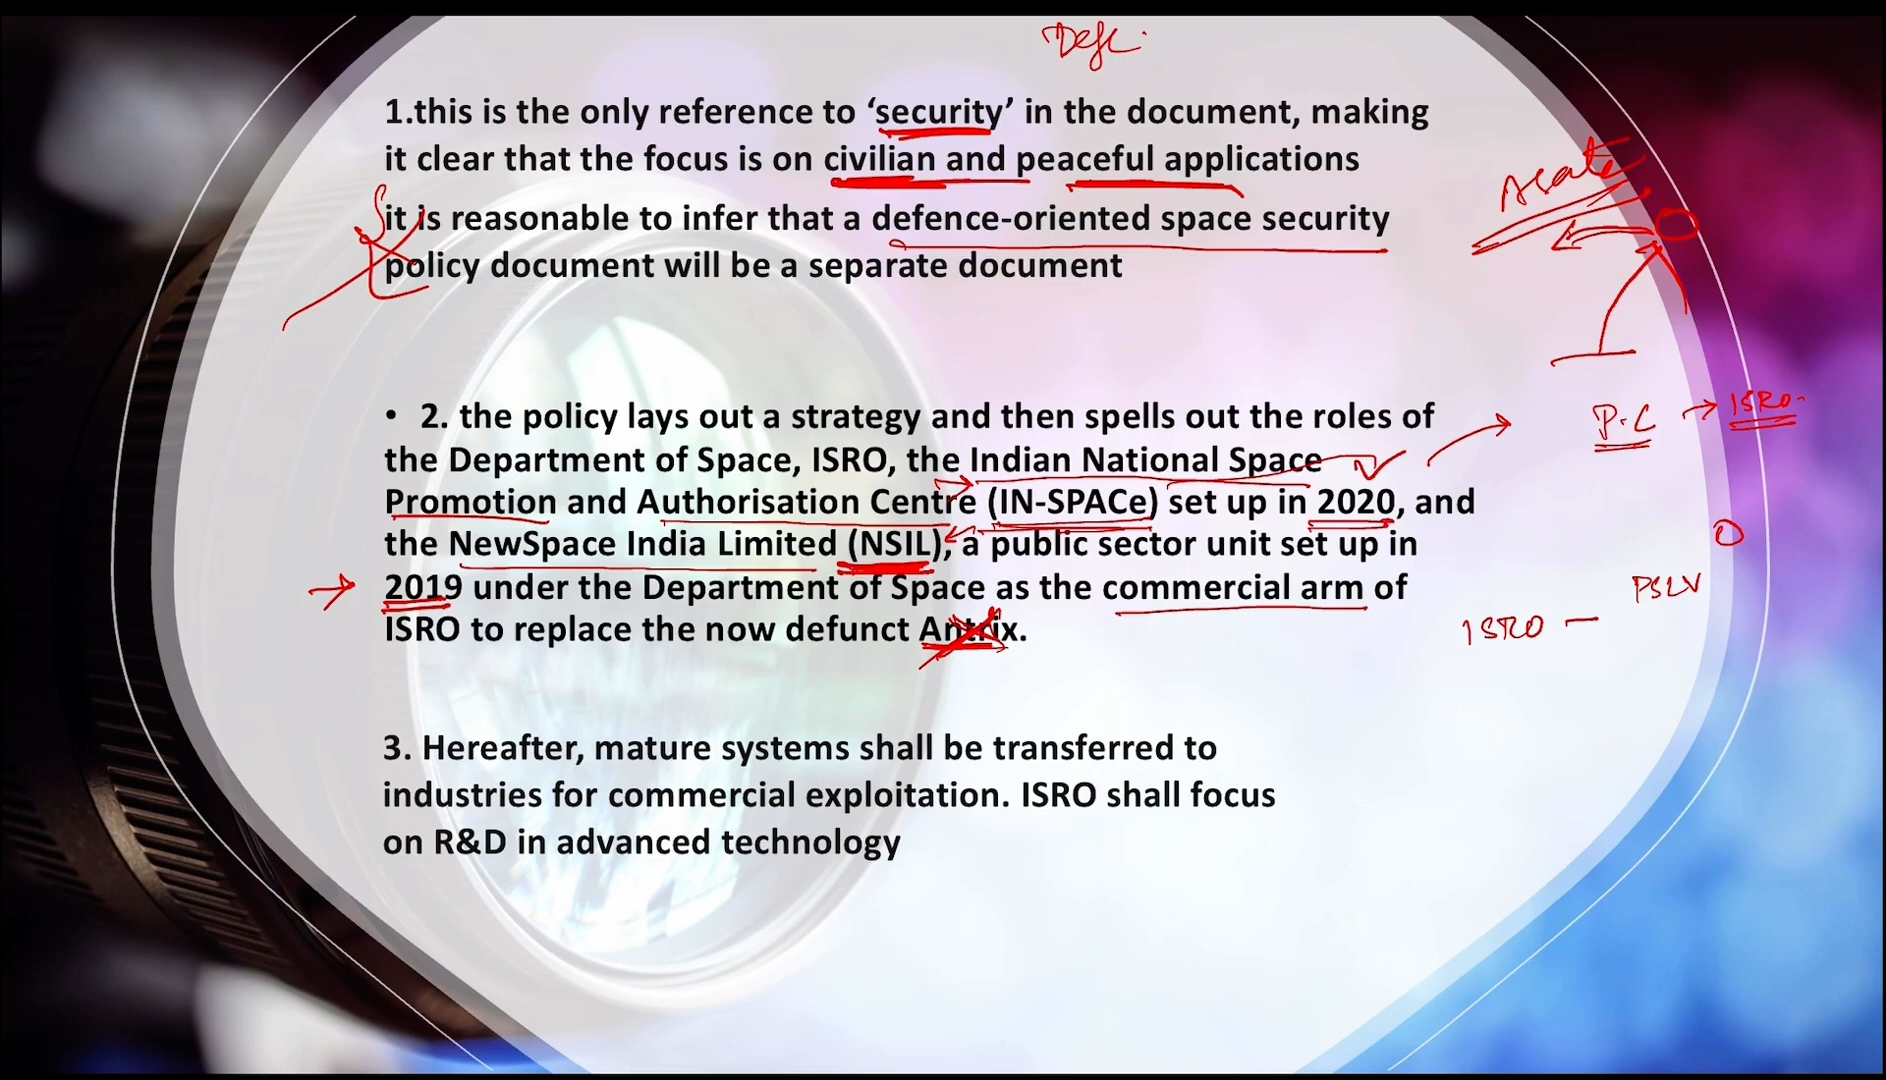 Defc.
1.this is the only reference to ‘security’ in the document, making
it clear that the focus is on civilian and peaceful applications
it is reasonable to infer that a defence-oriented space security
policy document will be a separate document
• 2. the policy lays out a strategy and then spells out the roles of
the Department of Space, ISRO, the Indian National Space
Promotion and Authorisation Centre (IN-SPACe) set up in 2020, and
the NewSpace India Limited (NSIL), a public sector unit set up in
2019 under the Department of Space as the commercial arm of
ISRO to replace the now defunct Antrix.
P.C → ISRO.
PSLV
ISRO –
3. Hereafter, mature systems shall be transferred to
industries for commercial exploitation. ISRO shall focus
on R&D in advanced technology